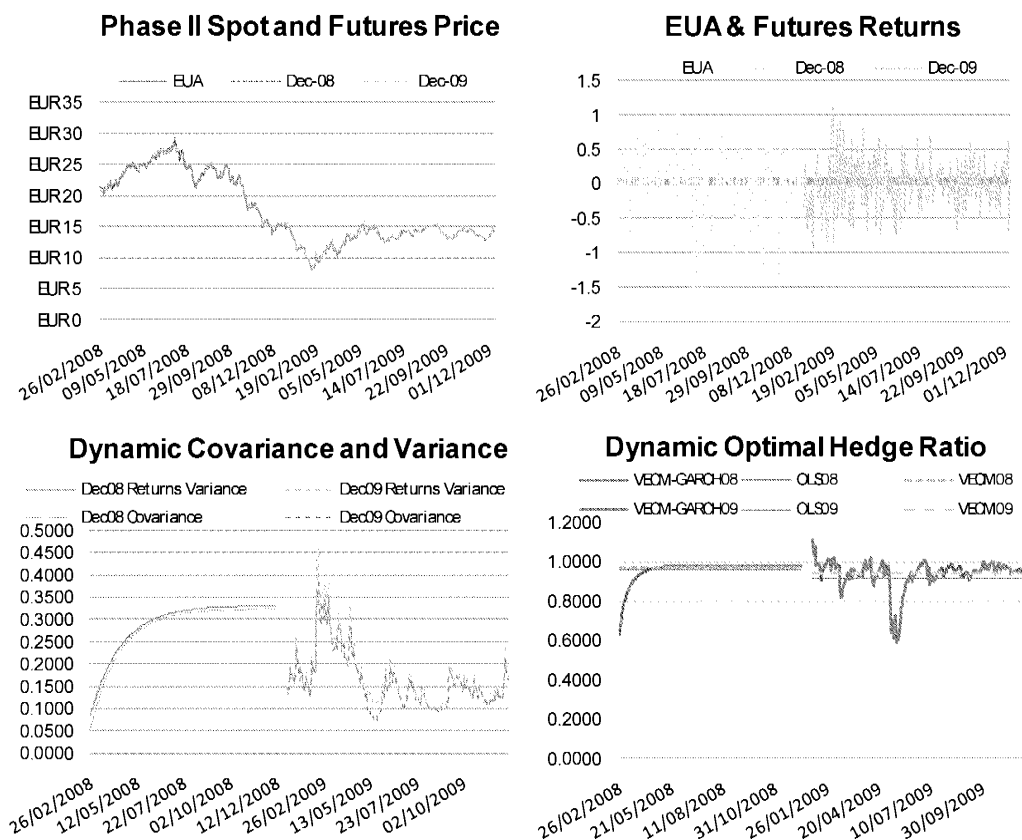 Phase II Spot and Futures Price
EUA Dec-08 Dec-09
EUR35
EUR30
EUR25
EUR20
EUR15
EUR10
EUR5
EUR0
26/02/2008 09/05/2008 18/07/2008 29/09/2008 08/12/2008 19/02/2009 05/05/2009 14/07/2009 22/09/2009 01/12/2009
EUA & Futures Returns
EUA Dec-08 Dec-09
1.5
1
0.5
0
-0.5
-1
-1.5
-2
26/02/2008 09/05/2008 18/07/2008 29/09/2008 08/12/2008 19/02/2009 05/05/2009 14/07/2009 22/09/2009 01/12/2009
Dynamic Covariance and Variance
Dec08 Returns Variance Dec09 Returns Variance
Dec08 Covariance Dec09 Covariance
0.5000
0.4500
0.4000
0.3500
0.3000
0.2500
0.2000
0.1500
0.1000
0.0500
0.0000
26/02/2008 12/05/2008 22/07/2008 02/10/2008 12/12/2008 26/02/2009 13/05/2009 23/07/2009 02/10/2009
Dynamic Optimal Hedge Ratio
VECM-GARCH08 OLS08 VECM08
VECM-GARCH09 OLS09 VECM09
1.2000
1.0000
0.8000
0.6000
0.4000
0.2000
0.0000
26/02/2008 21/05/2008 11/08/2008 31/10/2008 26/01/2009 20/04/2009 10/07/2009 30/09/2009